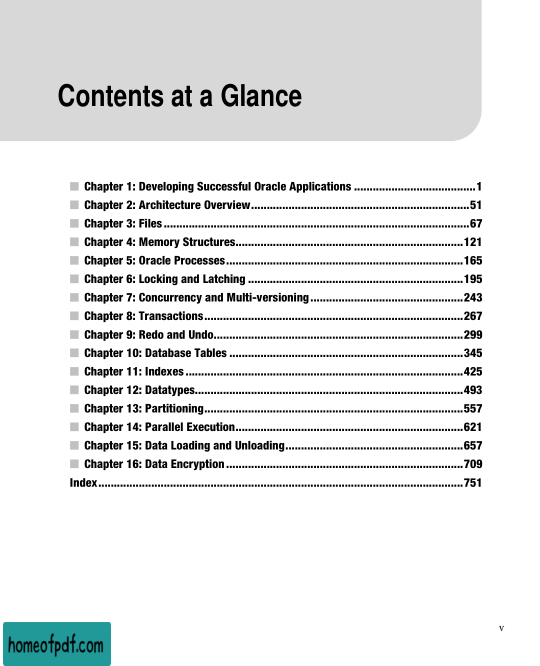 Contents at a Glance
Chapter 1: Developing Successful Oracle Applications .......................................1
Chapter 2: Architecture Overview......................................................................51
Chapter 3: Files..................................................................................................67
Chapter 4: Memory Structures.........................................................................121
Chapter 5: Oracle Processes............................................................................165
Chapter 6: Locking and Latching .....................................................................195
Chapter 7: Concurrency and Multi-versioning.................................................243
Chapter 8: Transactions...................................................................................267
Chapter 9: Redo and Undo................................................................................299
Chapter 10: Database Tables ...........................................................................345
Chapter 11: Indexes.........................................................................................425
Chapter 12: Datatypes......................................................................................493
Chapter 13: Partitioning...................................................................................557
Chapter 14: Parallel Execution.........................................................................621
Chapter 15: Data Loading and Unloading.........................................................657
Chapter 16: Data Encryption............................................................................709
Index.....................................................................................................................751
v
homeofpdf.com